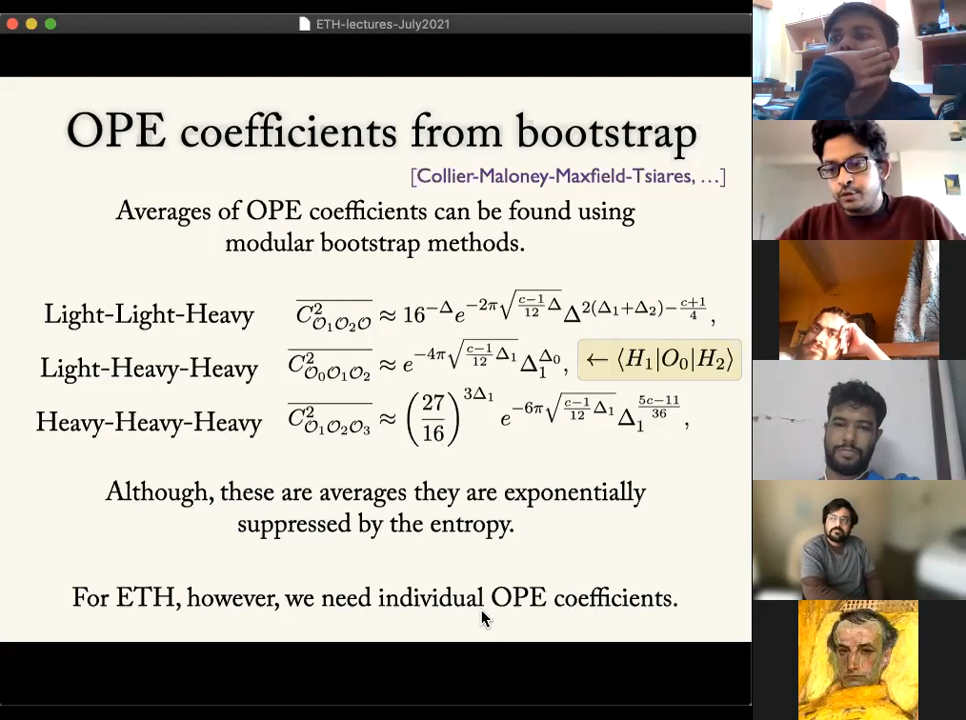 ETH-lectures-July2021
OPE coefficients from bootstrap
[Collier-Maloney-Maxfield-Tsiares, …]
Averages of OPE coefficients can be found using
modular bootstrap methods.
Light-Light-Heavy $\overline{C^2_{\mathcal{O}_1\mathcal{O}_2\mathcal{O}}} \approx 16^{-\Delta} e^{-2\pi\sqrt{\frac{c-1}{12}\Delta}} \Delta^{2(\Delta_1+\Delta_2)-\frac{c+1}{4}},$
Light-Heavy-Heavy $\overline{C^2_{\mathcal{O}_0\mathcal{O}_1\mathcal{O}_2}} \approx e^{-4\pi\sqrt{\frac{c-1}{12}\Delta_1}} \Delta_1^{\Delta_0},$ $\leftarrow \langle H_1|O_0|H_2\rangle$
Heavy-Heavy-Heavy $\overline{C^2_{\mathcal{O}_1\mathcal{O}_2\mathcal{O}_3}} \approx \left(\frac{27}{16}\right)^{3\Delta_1} e^{-6\pi\sqrt{\frac{c-1}{12}\Delta_1}} \Delta_1^{\frac{5c-11}{36}},$
Although, these are averages they are exponentially
suppressed by the entropy.
For ETH, however, we need individual OPE coefficients.